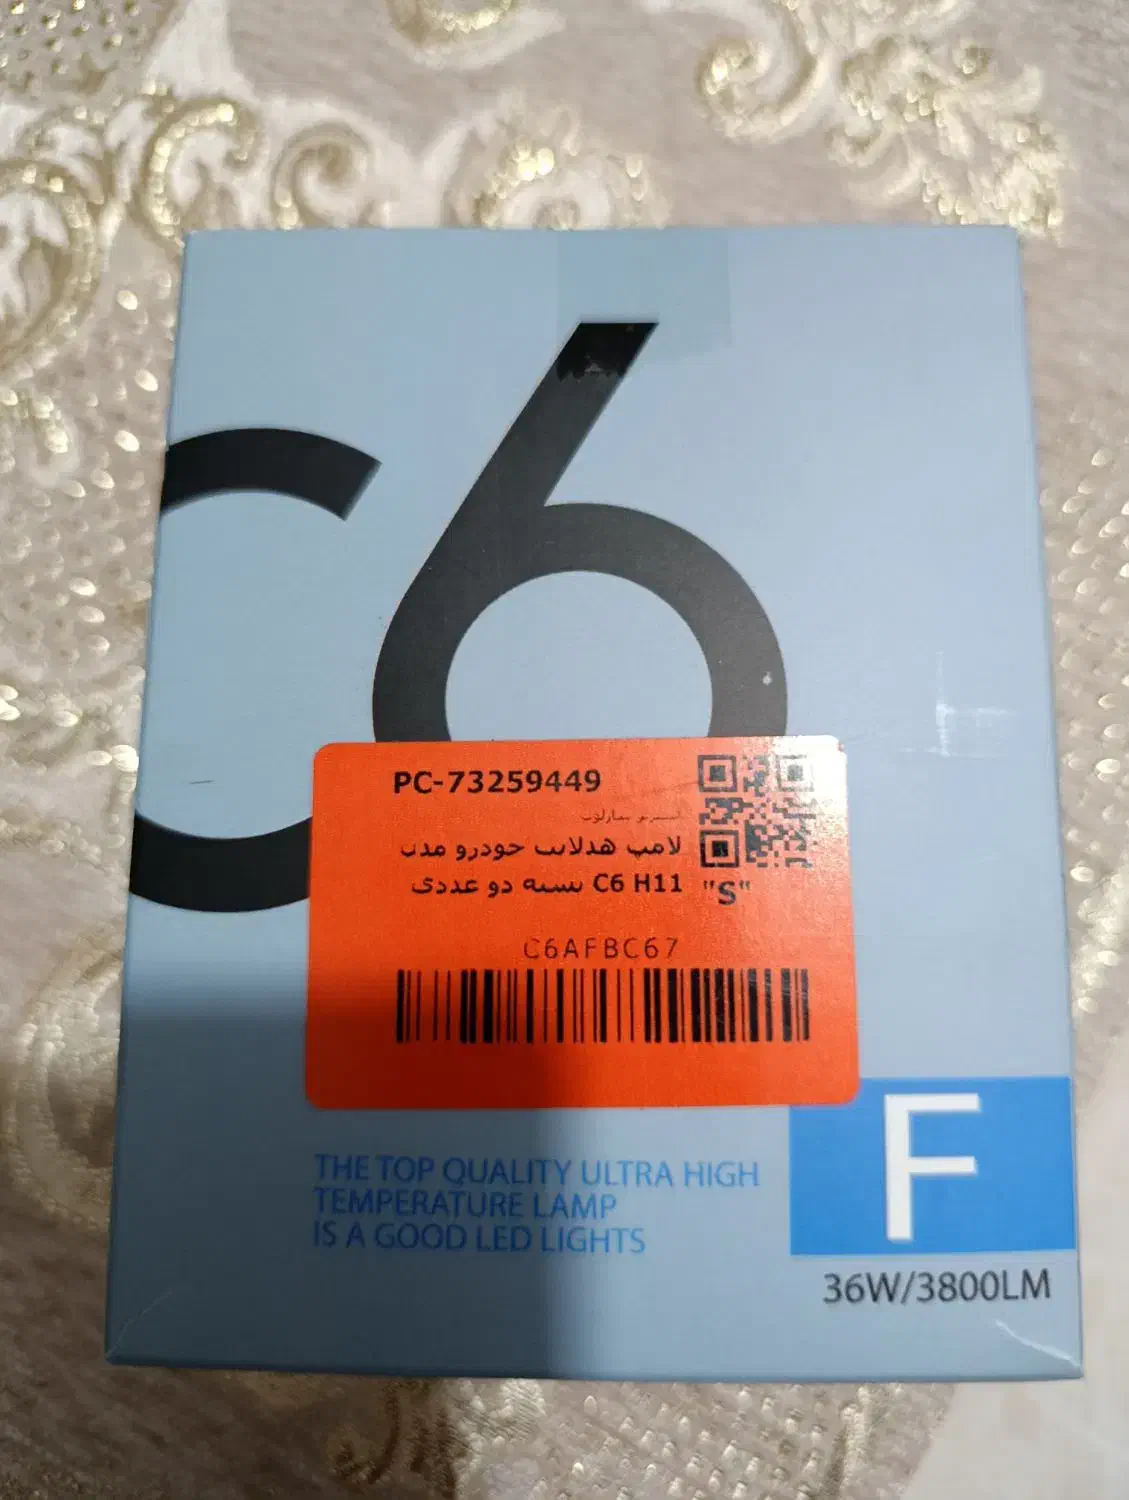 C6
PC-73259449
لامپ هدلایت خودرو مدل
C6 H11 بسته دو عددی
"S"
C6AFBC67
F
THE TOP QUALITY ULTRA HIGH
TEMPERATURE LAMP
IS A GOOD LED LIGHTS
36W/3800LM